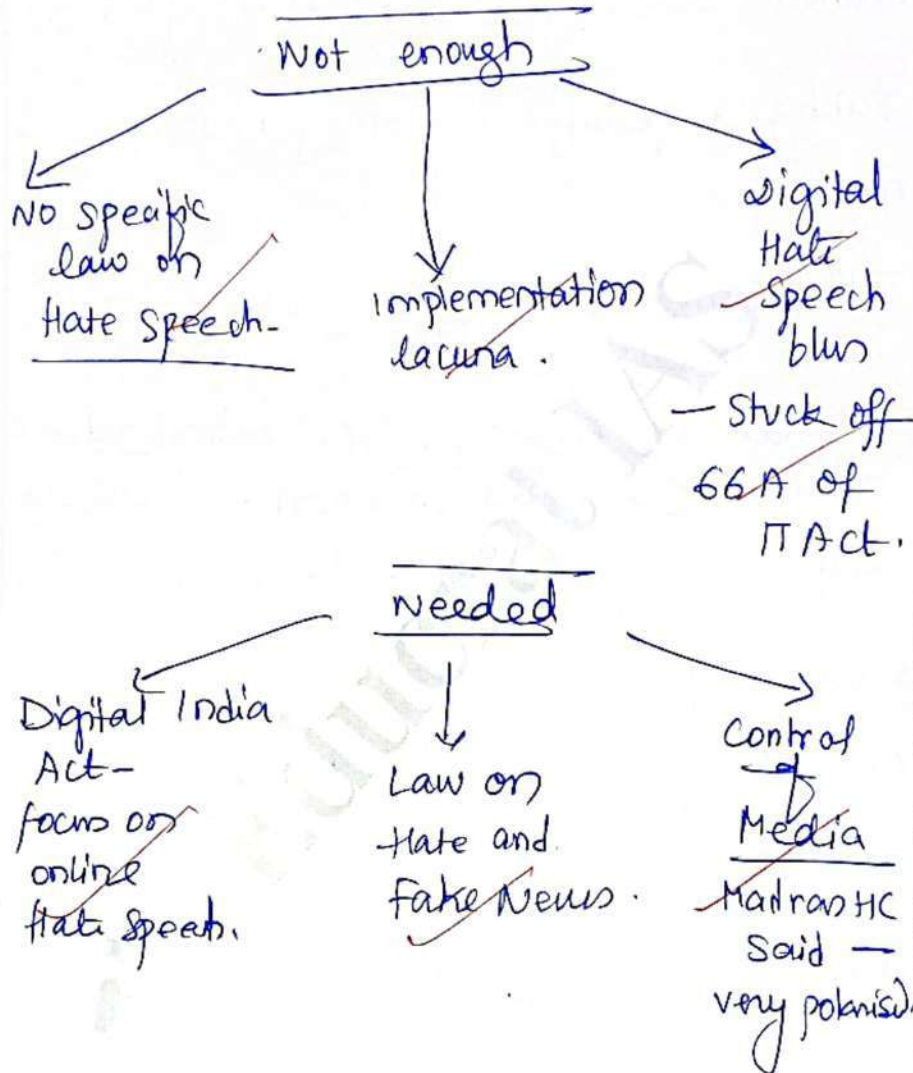 Not enough
No specific
law on
Hate Speech-
Implementation
lacuna.
Digital
Hate
Speech
blurs
- Stuck off
66A of
IT Act.
Needed
Digital India
Act-
focus on
online
Hate Speech.
Law on
Hate and
Fake News.
Control
of
Media
Madras HC
Said -
very polarised.